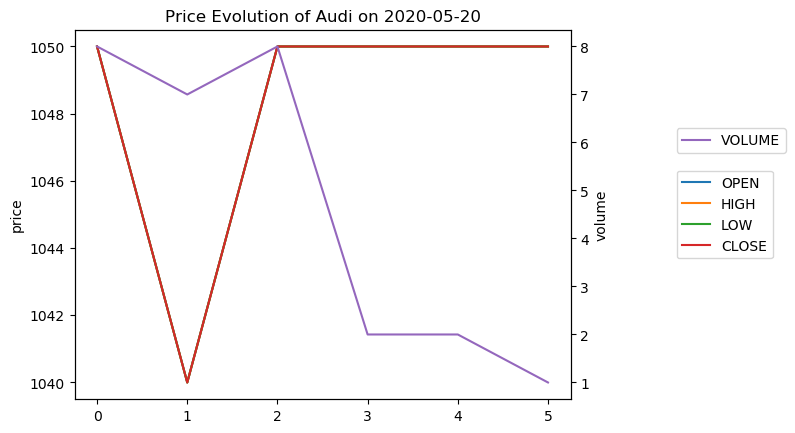 Price Evolution of Audi on 2020-05-20
1050
1048
1046
1044
1042
1040
price
0 1 2 3 4 5
8
7
6
5
4
3
2
1
volume
VOLUME
OPEN
HIGH
LOW
CLOSE